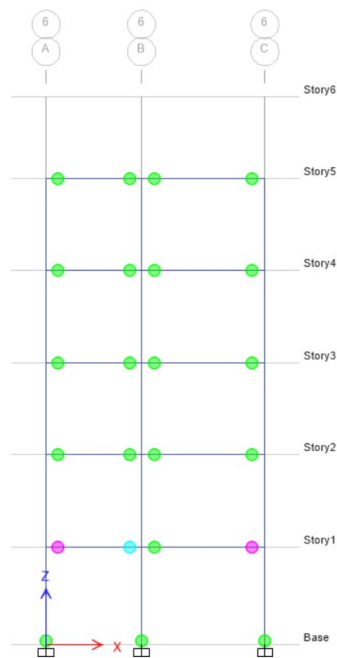 6 6 6
A B C
Story6
Story5
Story4
Story3
Story2
Story1
Z
Base
X